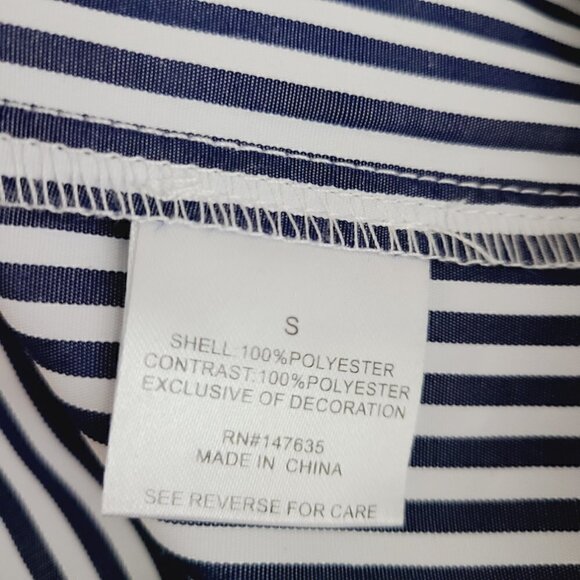 S
SHELL:100%POLYESTER
CONTRAST:100%POLYESTER
EXCLUSIVE OF DECORATION
RN#147635
MADE IN CHINA
SEE REVERSE FOR CARE